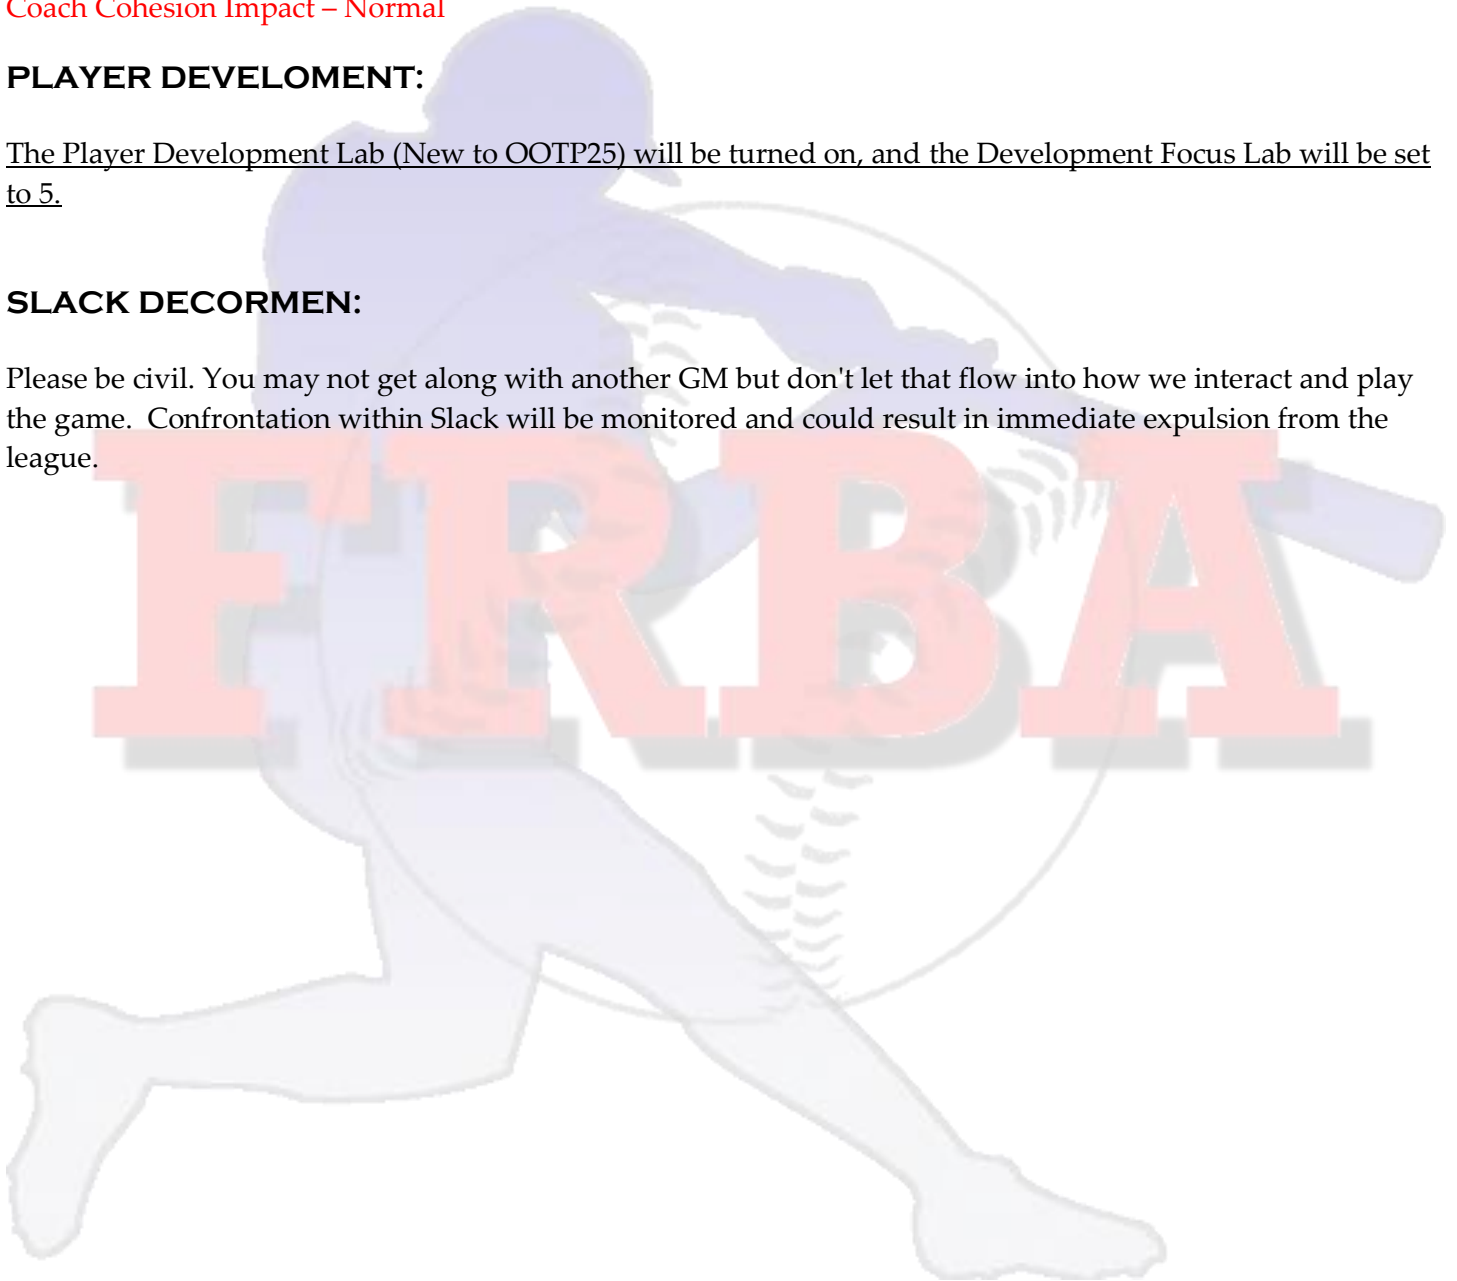 Coach Cohesion Impact – Normal
PLAYER DEVELOMENT:
The Player Development Lab (New to OOTP25) will be turned on, and the Development Focus Lab will be set
to 5.
SLACK DECORMEN:
Please be civil. You may not get along with another GM but don't let that flow into how we interact and play
the game.  Confrontation within Slack will be monitored and could result in immediate expulsion from the
league.
FRBA